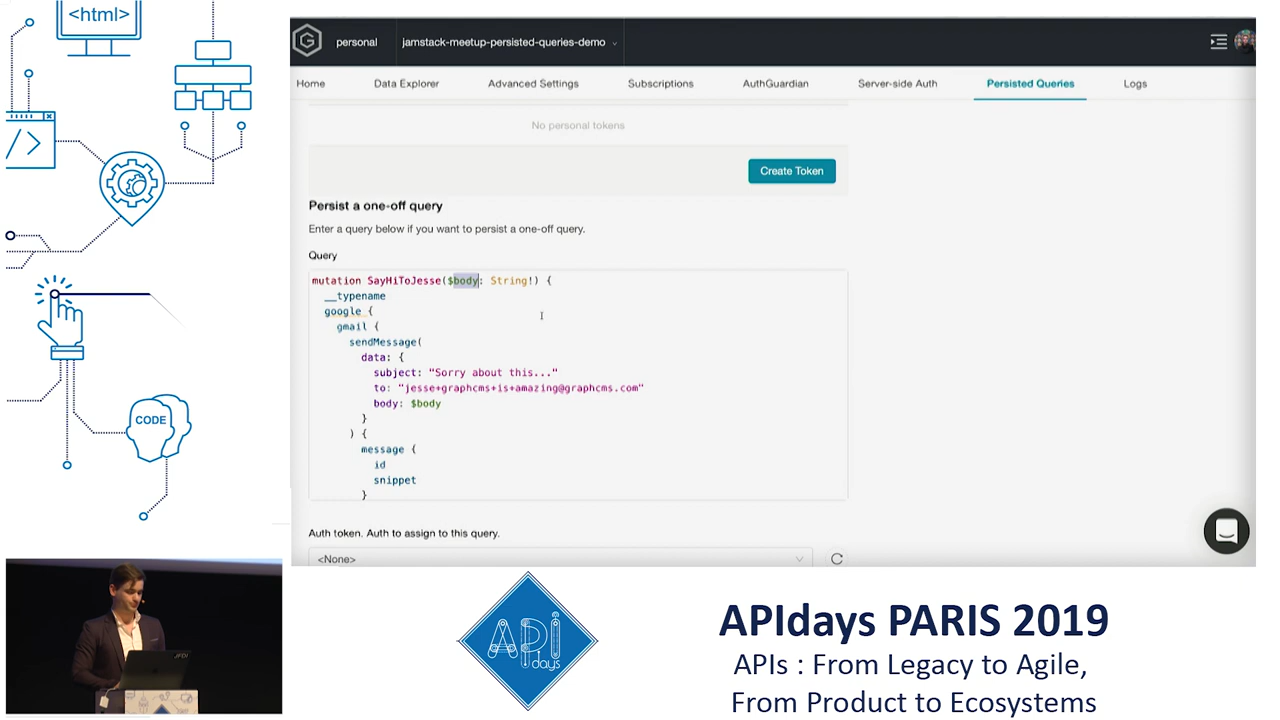 <html>
</>
CODE
personal
jamstack-meetup-persisted-queries-demo
Home Data Explorer Advanced Settings Subscriptions AuthGuardian Server-side Auth Persisted Queries Logs
No personal tokens
Create Token
Persist a one-off query
Enter a query below if you want to persist a one-off query.
Query
mutation SayHiToJesse($body: String!) {
__typename
google {
gmail {
sendMessage(
data: {
subject: "Sorry about this..."
to: "jesse+graphcms+is+amazing@graphcms.com"
body: $body
}
) {
message {
id
snippet
}
Auth token. Auth to assign to this query.
<None>
JFDI
API
days
APIdays PARIS 2019
APIs : From Legacy to Agile,
From Product to Ecosystems